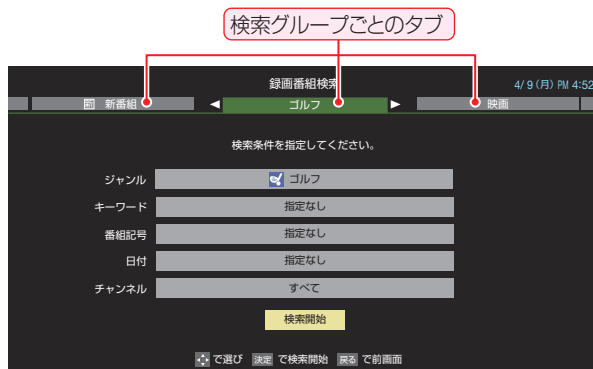 検索グループごとのタブ
録画番組検索
4/ 9 (月) PM 4:52
新 新番組
◀ ゴルフ ▶
映画
検索条件を指定してください。
ジャンル ゴルフ
キーワード 指定なし
番組記号 指定なし
日付 指定なし
チャンネル すべて
検索開始
で選び 決定 で検索開始 戻る で前画面